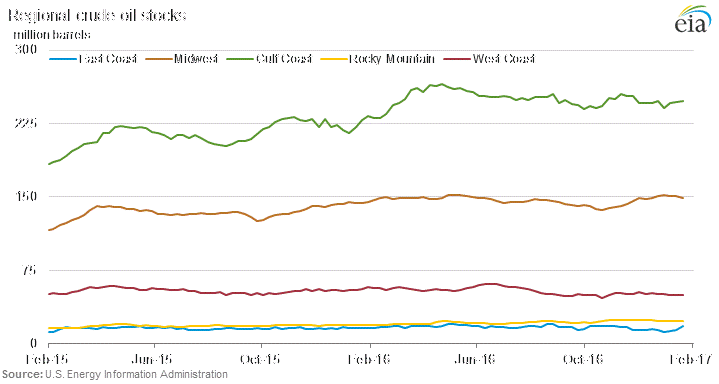 Regional crude oil stocks
million barrels
eia
300
East Coast Midwest Gulf Coast Rocky Mountain West Coast
225
150
75
0
Feb-15 Jun-15 Oct-15 Feb-16 Jun-16 Oct-16 Feb-17
Source: U.S. Energy Information Administration